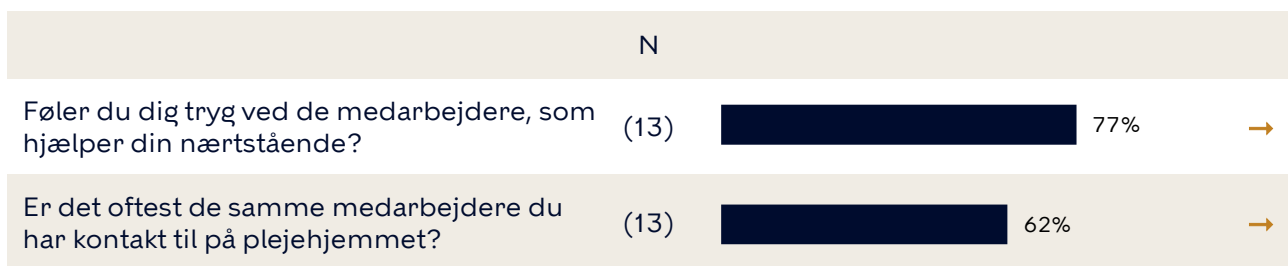 N
Føler du dig tryg ved de medarbejdere, som
hjælper din nærtstående?
(13)
77%
→
Er det oftest de samme medarbejdere du
har kontakt til på plejehjemmet?
(13)
62%
→